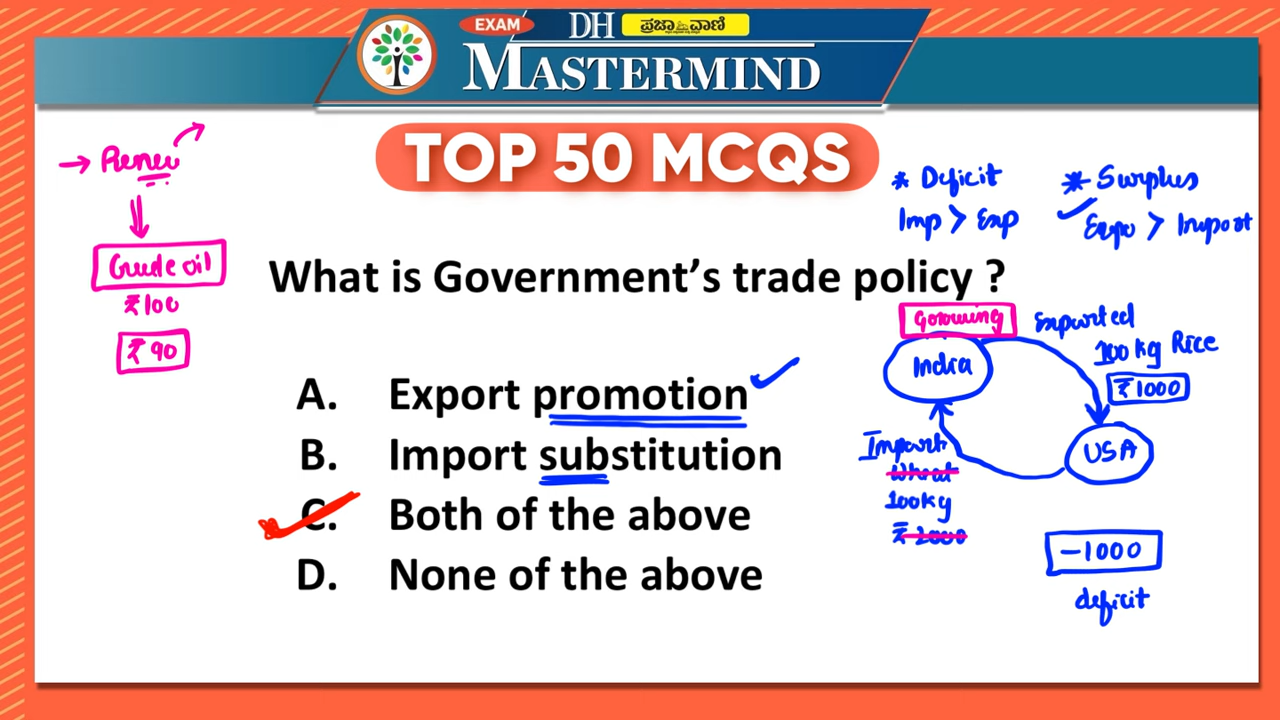 EXAM
DH ಪ್ರಜಾವಾಣಿ
MASTERMIND
TOP 50 MCQS
→ Renew
Crude oil
₹100
₹90
* Deficit
Imp > Exp
* Surplus
Expo > Import
What is Government's trade policy ?
A. Export promotion
B. Import substitution
C. Both of the above
D. None of the above
Growing
India
Exported
100 kg Rice
₹1000
USA
Import
Wheat
100kg
₹ 2000
-1000
deficit